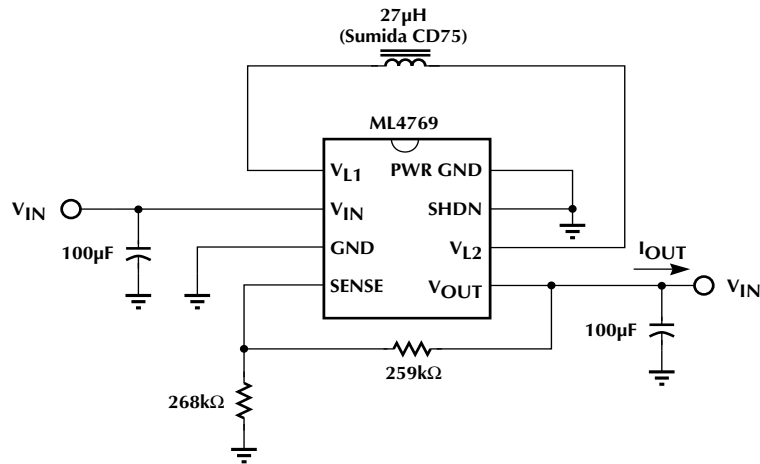 27µH
(Sumida CD75)
ML4769
VL1
PWR GND
VIN
VIN
SHDN
100µF
GND
VL2
IOUT
SENSE
VOUT
VIN
100µF
259kΩ
268kΩ